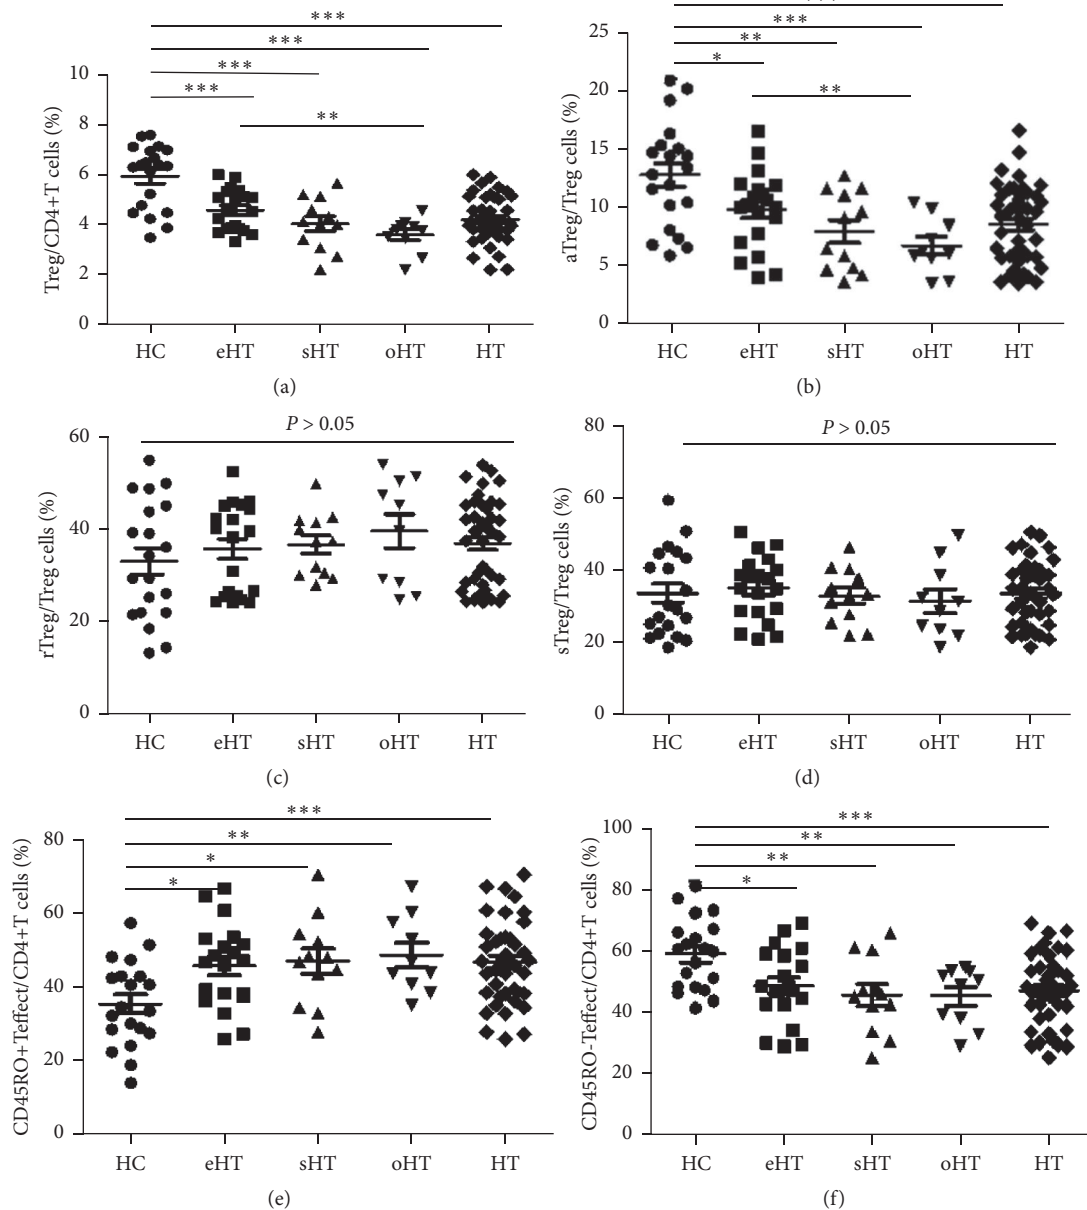 ***
***
***
***
**
10
8
6
4
2
0
Treg/CD4+T cells (%)
HC eHT sHT oHT HT
(a)
***
**
*
**
25
20
15
10
5
0
aTreg/Treg cells (%)
HC eHT sHT oHT HT
(b)
P > 0.05
60
40
20
0
rTreg/Treg cells (%)
HC eHT sHT oHT HT
(c)
P > 0.05
80
60
40
20
0
sTreg/Treg cells (%)
HC eHT sHT oHT HT
(d)
***
**
*
*
80
60
40
20
0
CD45RO+Teffect/CD4+T cells (%)
HC eHT sHT oHT HT
(e)
***
**
**
*
100
80
60
40
20
0
CD45RO-Teffect/CD4+T cells (%)
HC eHT sHT oHT HT
(f)